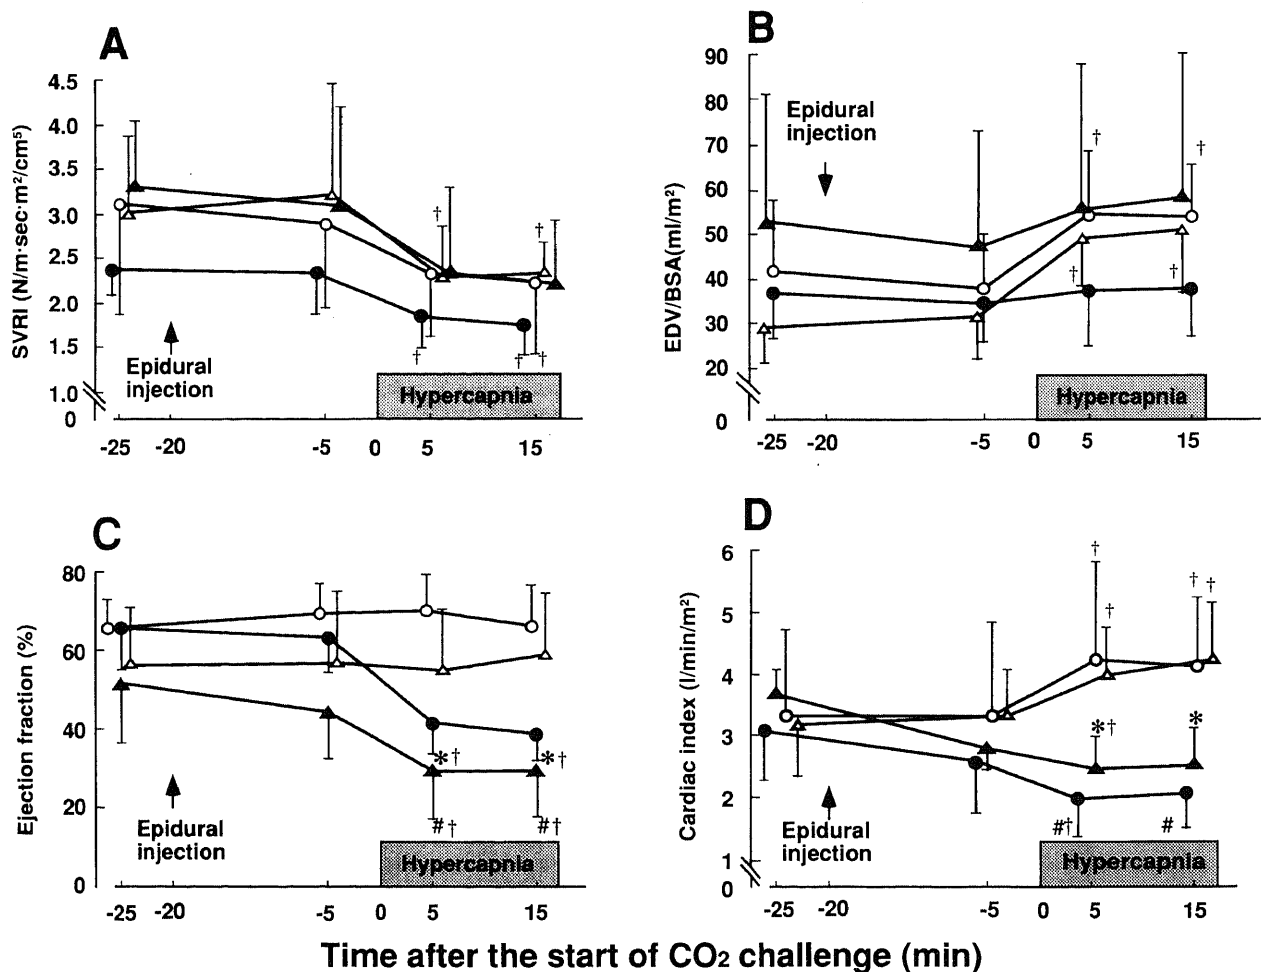 A
SVRI (N/m·sec·m²/cm⁵)
4.5
4.0
3.5
3.0
2.5
2.0
1.5
1.0
0
† †
† † †
Epidural
injection
Hypercapnia
-25 -20 -5 0 5 15
B
EDV/BSA(ml/m²)
90
80
70
60
50
40
30
20
0
Epidural
injection
† †
† †
Hypercapnia
-25 -20 -5 0 5 15
C
Ejection fraction (%)
80
60
40
20
0
*† *†
#† #†
Epidural
injection
Hypercapnia
-25 -20 -5 0 5 15
D
Cardiac index (l/min/m²)
6
5
4
3
2
1
0
† † †
†
*† *
#† #
Epidural
injection
Hypercapnia
-25 -20 -5 0 5 15
Time after the start of CO₂ challenge (min)